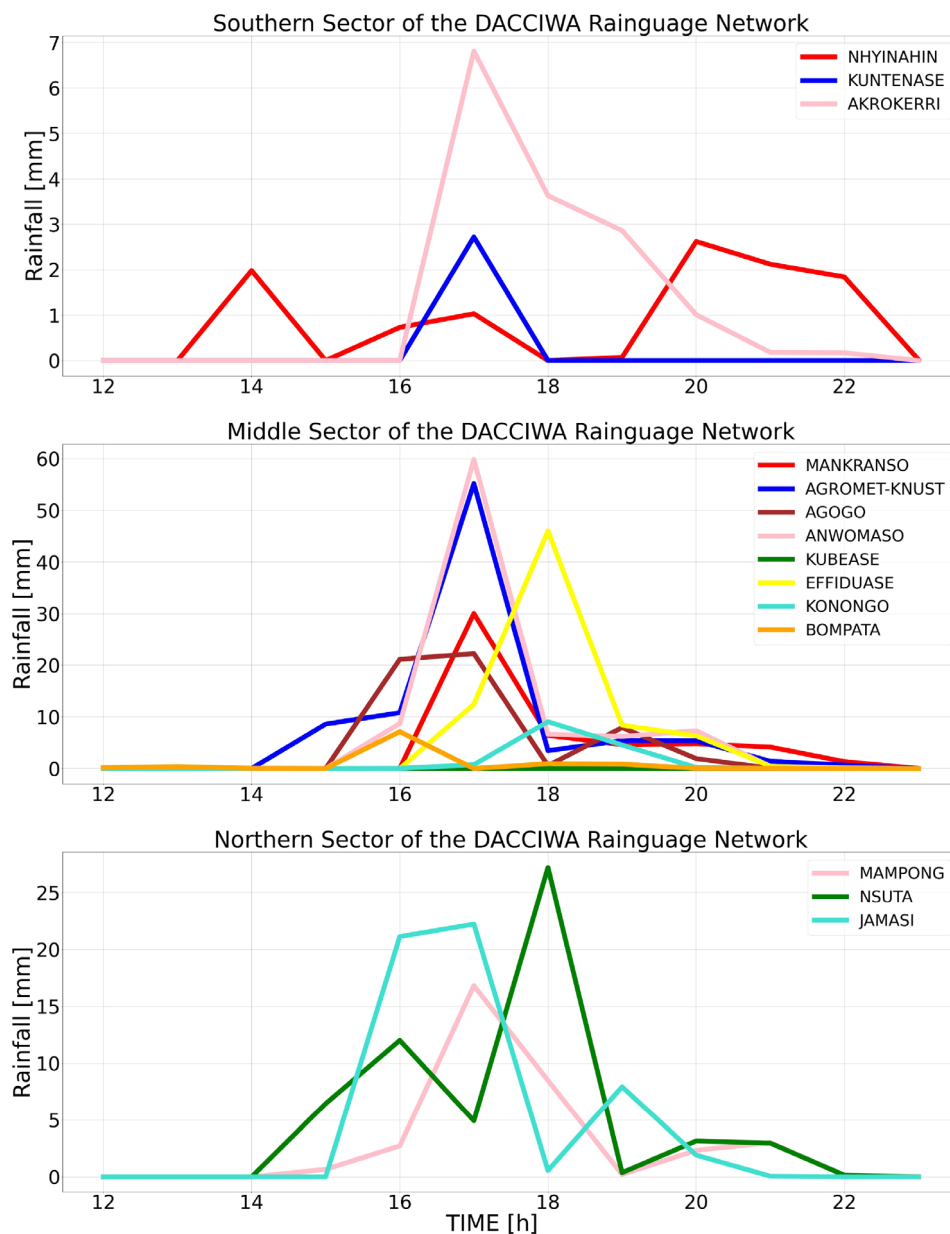 Southern Sector of the DACCIWA Rainguage Network
7
6
5
4
3
2
1
0
Rainfall [mm]
NHYINAHIN
KUNTENASE
AKROKERRI
12 14 16 18 20 22
Middle Sector of the DACCIWA Rainguage Network
60
50
40
30
20
10
0
Rainfall [mm]
MANKRANSO
AGROMET-KNUST
AGOGO
ANWOMASO
KUBEASE
EFFIDUASE
KONONGO
BOMPATA
12 14 16 18 20 22
Northern Sector of the DACCIWA Rainguage Network
25
20
15
10
5
0
Rainfall [mm]
MAMPONG
NSUTA
JAMASI
12 14 16 18 20 22
TIME [h]